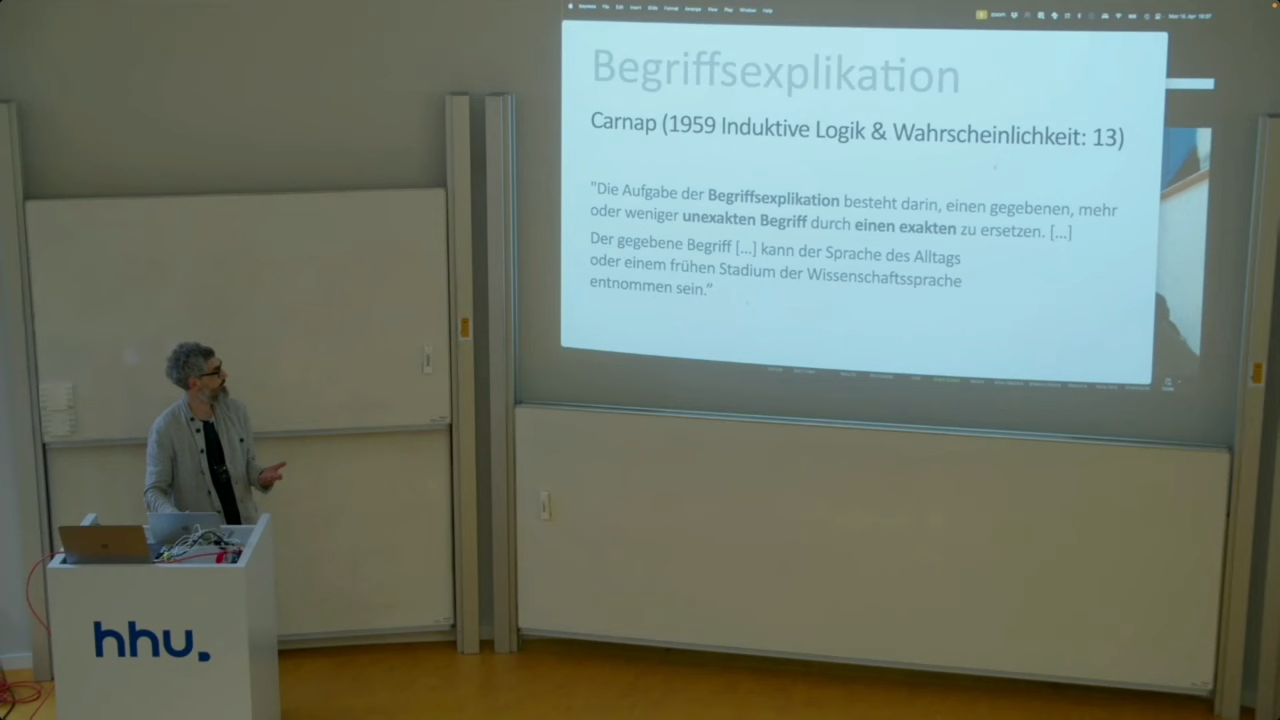 Begriffsexplikation
Carnap (1959 Induktive Logik & Wahrscheinlichkeit: 13)
"Die Aufgabe der Begriffsexplikation besteht darin, einen gegebenen, mehr
oder weniger unexakten Begriff durch einen exakten zu ersetzen. [...]
Der gegebene Begriff [...] kann der Sprache des Alltags
oder einem frühen Stadium der Wissenschaftssprache
entnommen sein."
hhu.